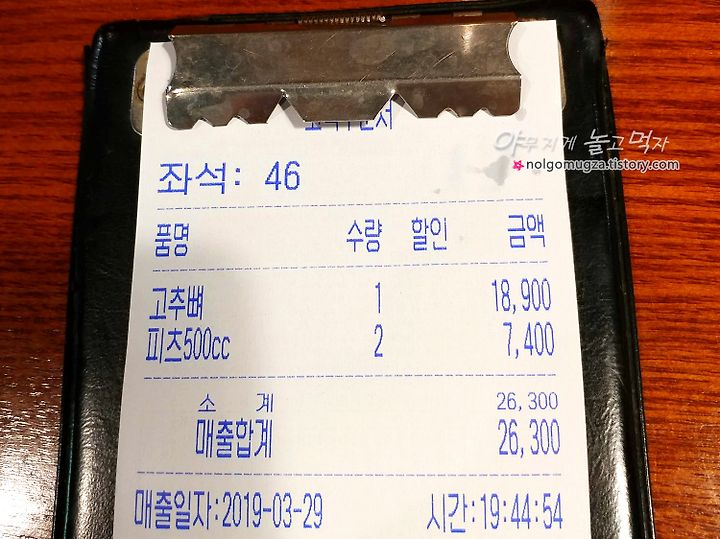 야무지게 놀고먹자
nolgomugza.tistory.com
좌석: 46
품명 수량 할인 금액
고추뼈 1 18,900
피츠500cc 2 7,400
소 계 26,300
매출합계 26,300
매출일자:2019-03-29 시간:19:44:54